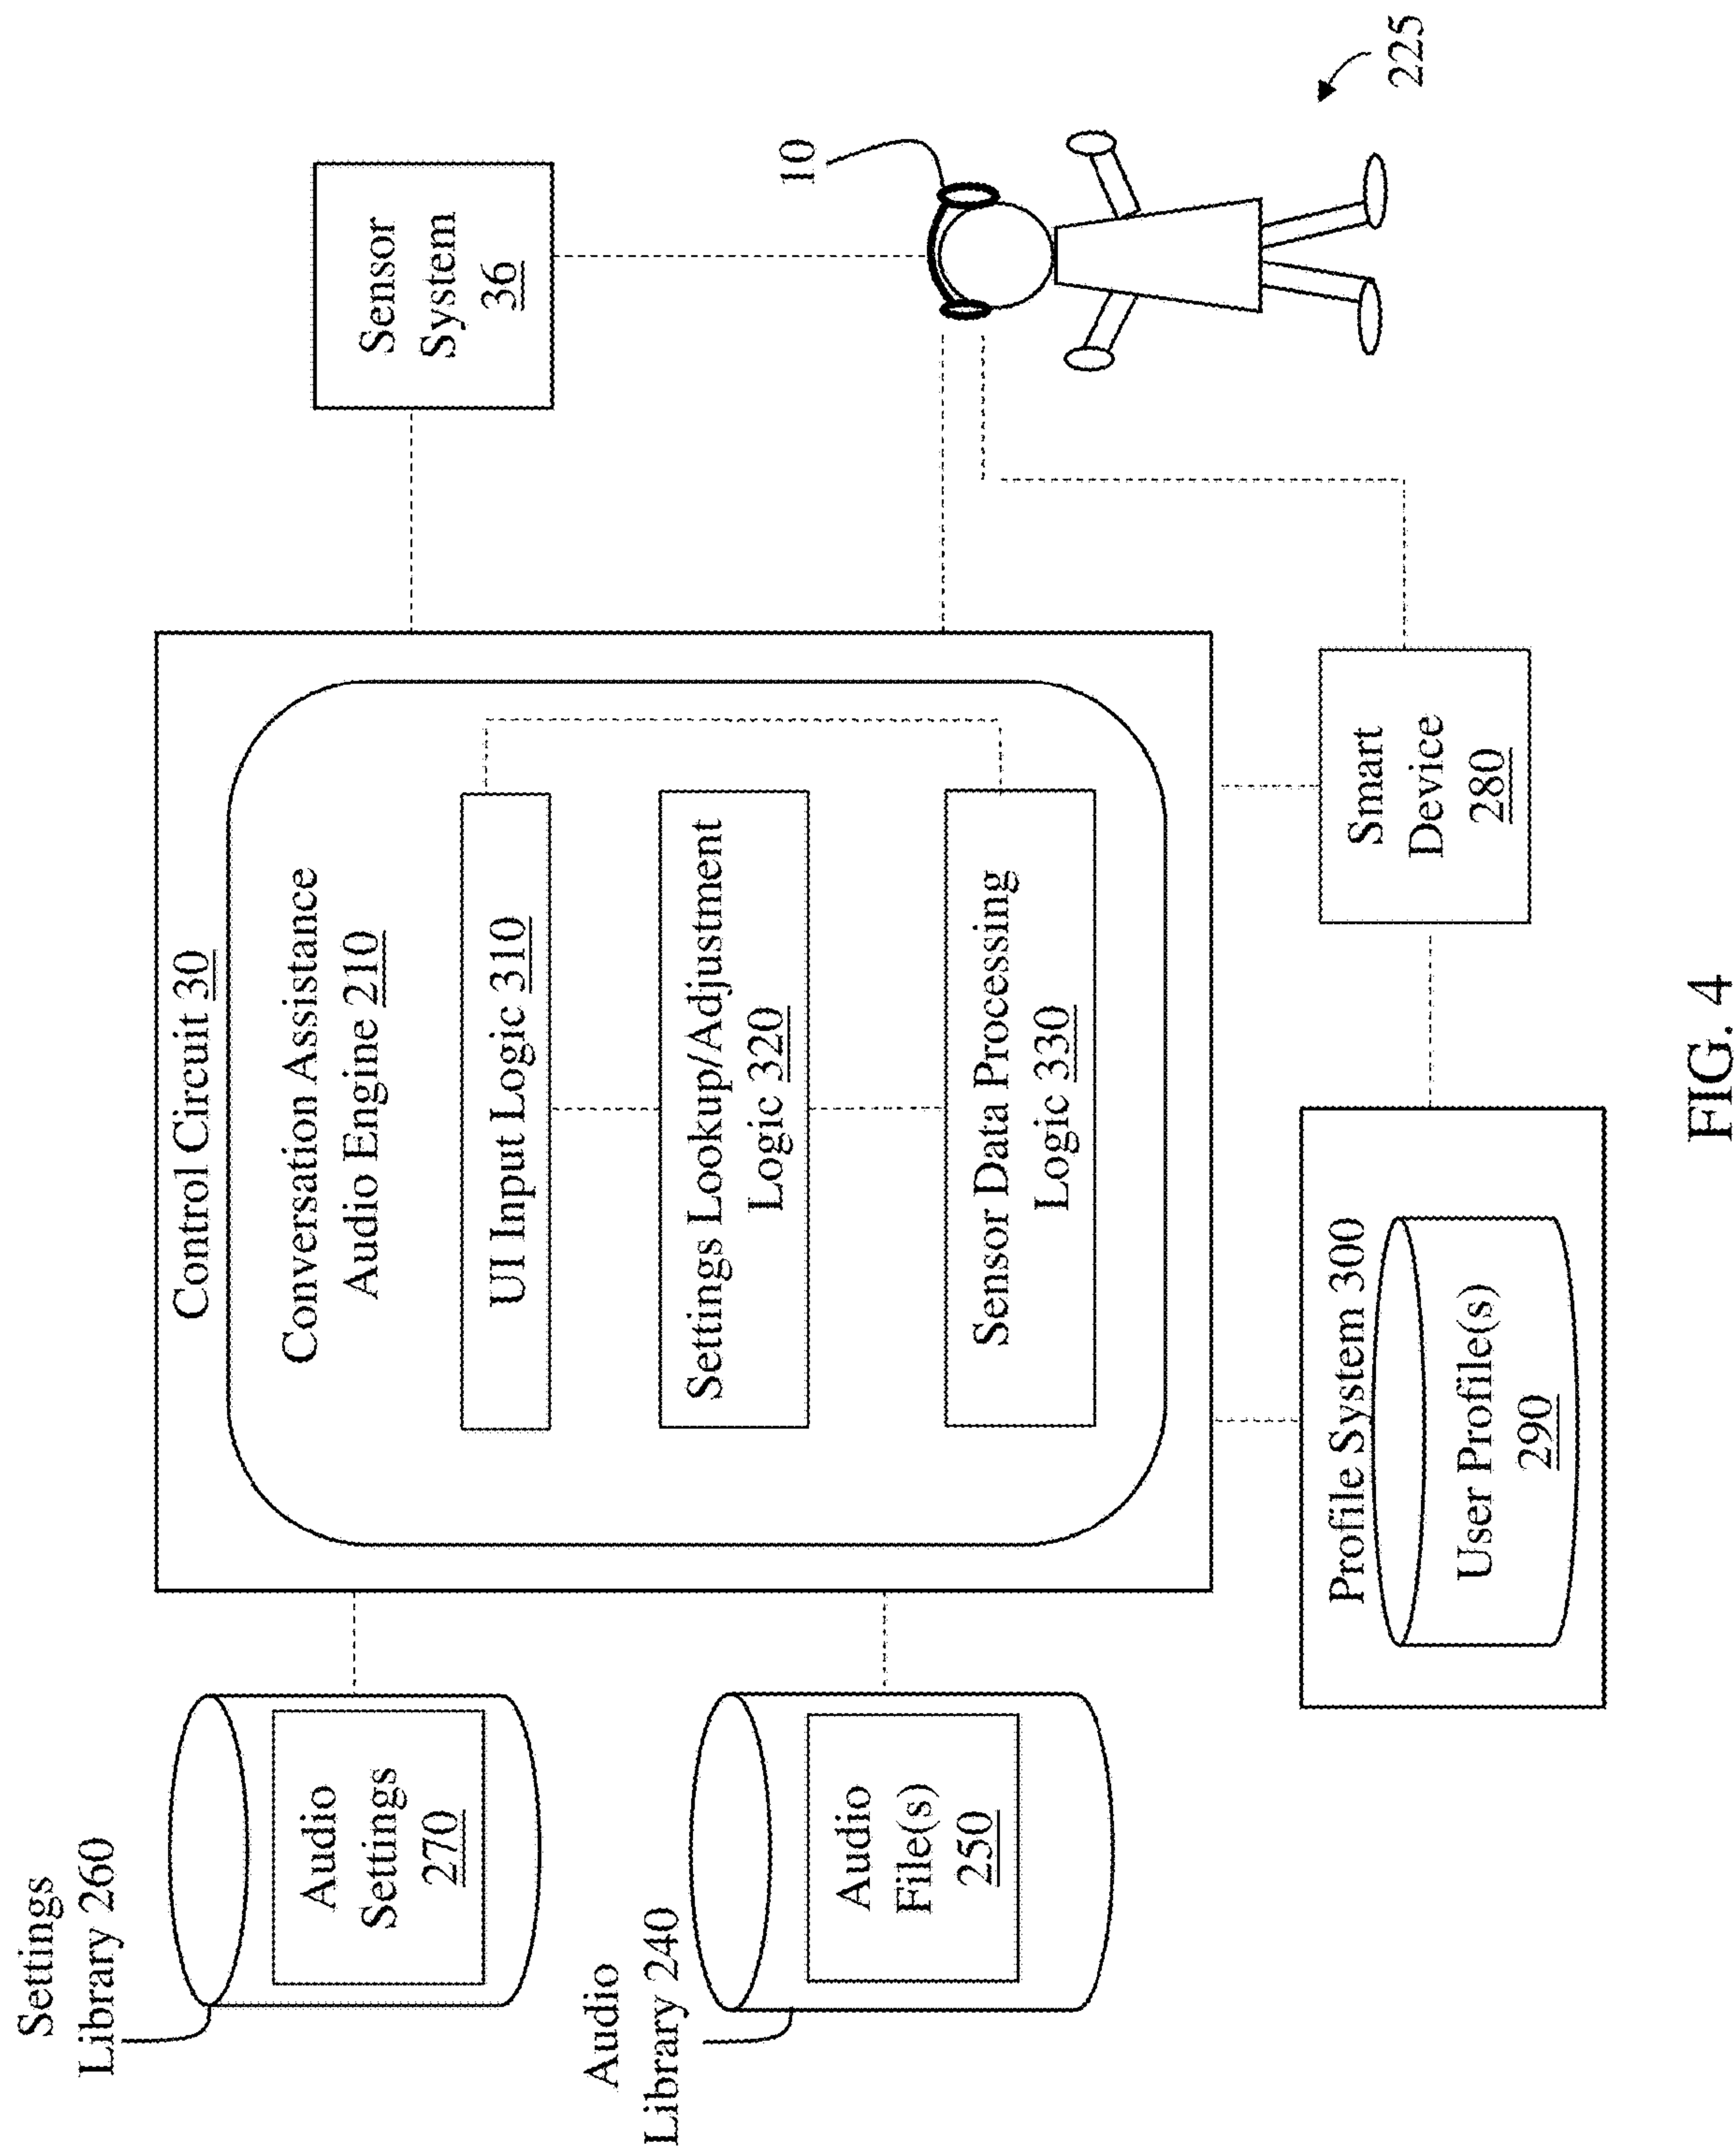 Settings
Library 260
Audio
Settings
270
Audio
Library 240
Audio
File(s)
250
Control Circuit 30
Conversation Assistance
Audio Engine 210
UI Input Logic 310
Settings Lookup/Adjustment
Logic 320
Sensor Data Processing
Logic 330
Sensor
System
36
10
225
Profile System 300
User Profile(s)
290
Smart
Device
280
FIG. 4